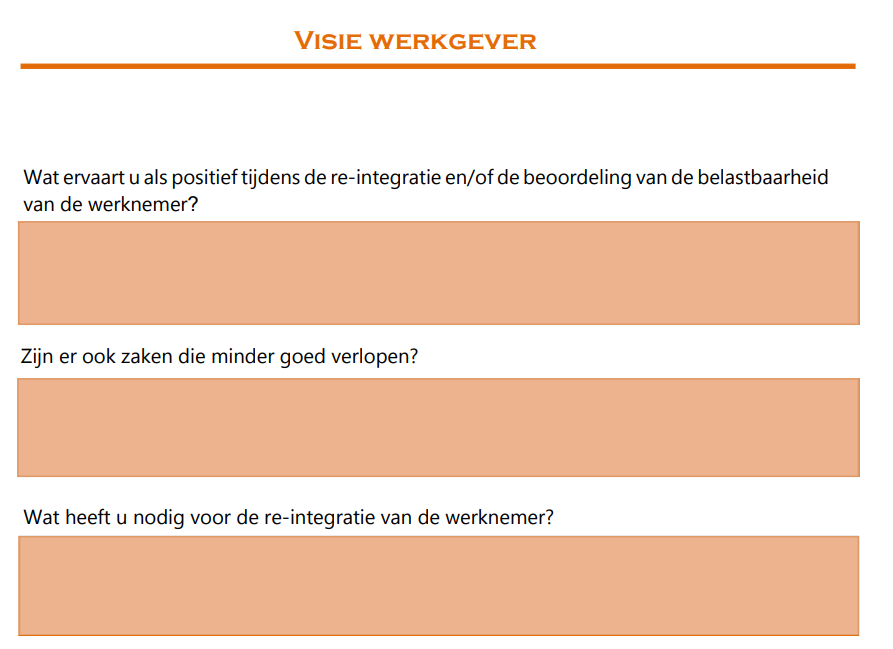 Visie werkgever
Wat ervaart u als positief tijdens de re-integratie en/of de beoordeling van de belastbaarheid
van de werknemer?
Zijn er ook zaken die minder goed verlopen?
Wat heeft u nodig voor de re-integratie van de werknemer?